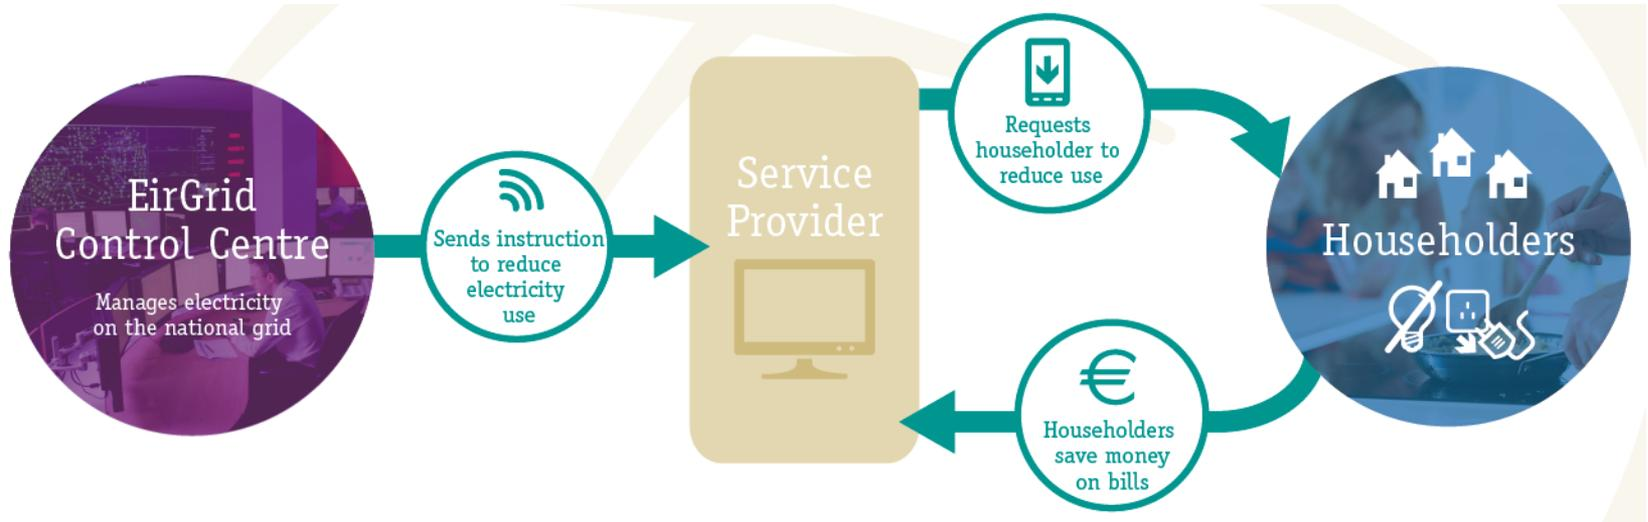 EirGrid
Control Centre
Manages electricity
on the national grid
Sends instruction
to reduce
electricity
use
Service
Provider
Requests
householder to
reduce use
Householders
€
Householders
save money
on bills